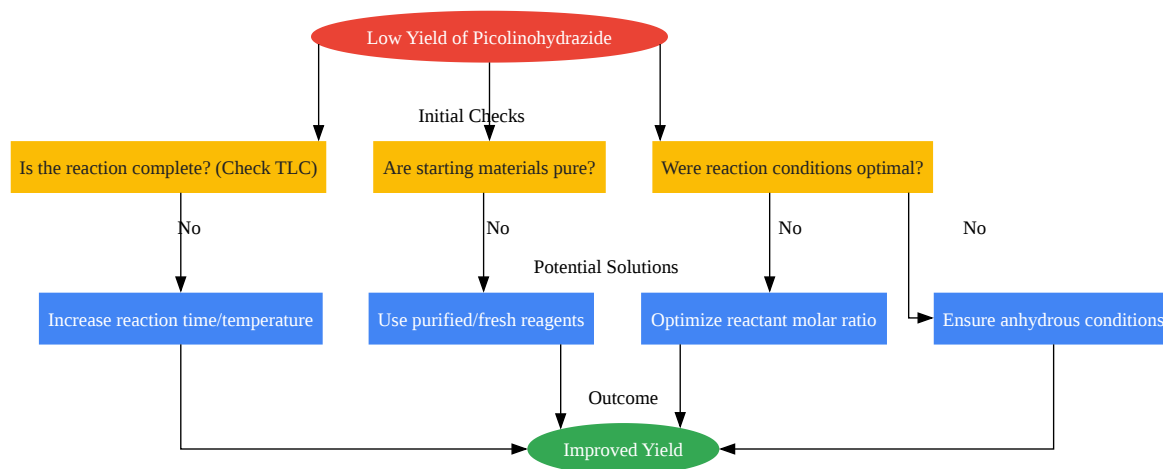 Low Yield of Picolinohydrazide
Initial Checks
Is the reaction complete? (Check TLC)
Are starting materials pure?
Were reaction conditions optimal?
No
No
No
No
Potential Solutions
Increase reaction time/temperature
Use purified/fresh reagents
Optimize reactant molar ratio
Ensure anhydrous conditions
Outcome
Improved Yield